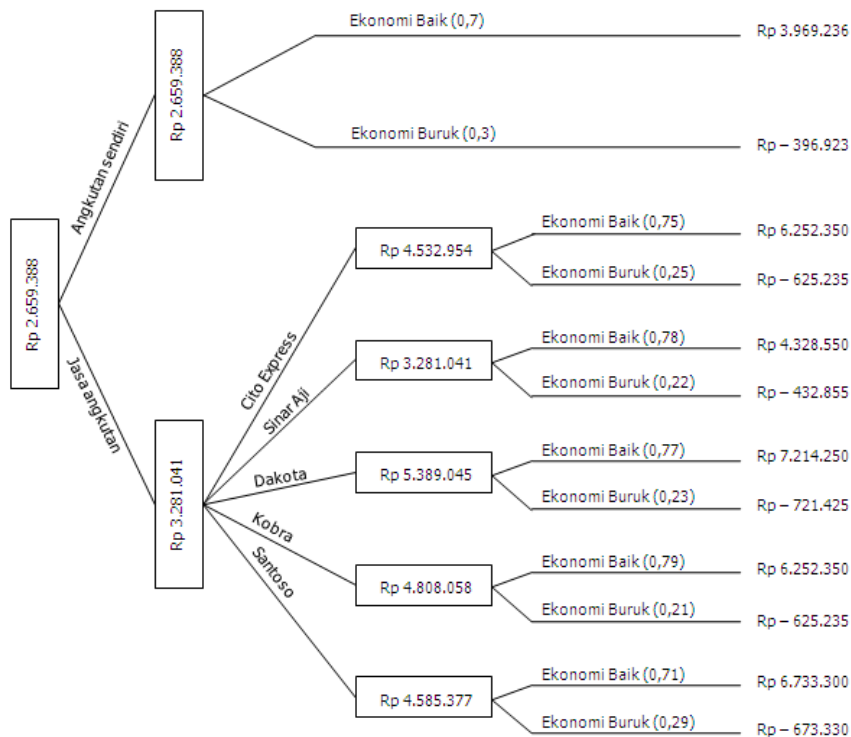 Ekonomi Baik (0,7)
Rp 3.969.236
Rp 2.659.388
Ekonomi Buruk (0,3)
Rp – 396.923
Angkutan sendiri
Rp 2.659.388
Jasa angkutan
Rp 3.281.041
Cito Express
Rp 4.532.954
Ekonomi Baik (0,75)
Rp 6.252.350
Ekonomi Buruk (0,25)
Rp – 625.235
Sinar Aji
Rp 3.281.041
Ekonomi Baik (0,78)
Rp 4.328.550
Ekonomi Buruk (0,22)
Rp – 432.855
Dakota
Rp 5.389.045
Ekonomi Baik (0,77)
Rp 7.214.250
Ekonomi Buruk (0,23)
Rp – 721.425
Kobra
Rp 4.808.058
Ekonomi Baik (0,79)
Rp 6.252.350
Ekonomi Buruk (0,21)
Rp – 625.235
Santoso
Rp 4.585.377
Ekonomi Baik (0,71)
Rp 6.733.300
Ekonomi Buruk (0,29)
Rp – 673.330